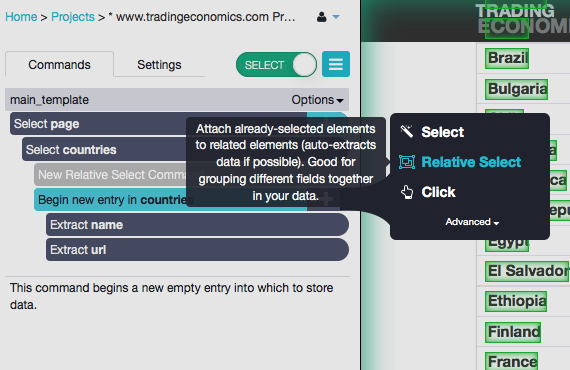 Home > Projects > * www.tradingeconomics.com Pr…
Commands
Settings
SELECT
main_template
Options
Select page
Select countries
New Relative Select Comma
Begin new entry in countries
Extract name
Extract url
This command begins a new empty entry into which to store
data.
Attach already-selected elements
to related elements (auto-extracts
data if possible). Good for
grouping different fields together
in your data.
Select
Relative Select
Click
Advanced
TRADING
ECONOMIC
Brazil
Bulgaria
Egypt
El Salvador
Ethiopia
Finland
France